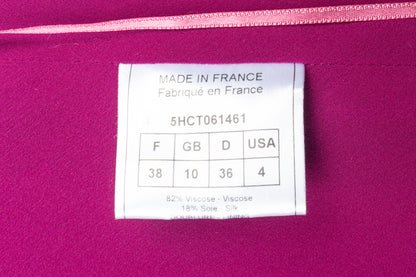 MADE IN FRANCE
Fabriqué en France
5HCT061461
F GB D USA
38 10 36 4
82% Viscose - Viscose
18% Soie - Silk